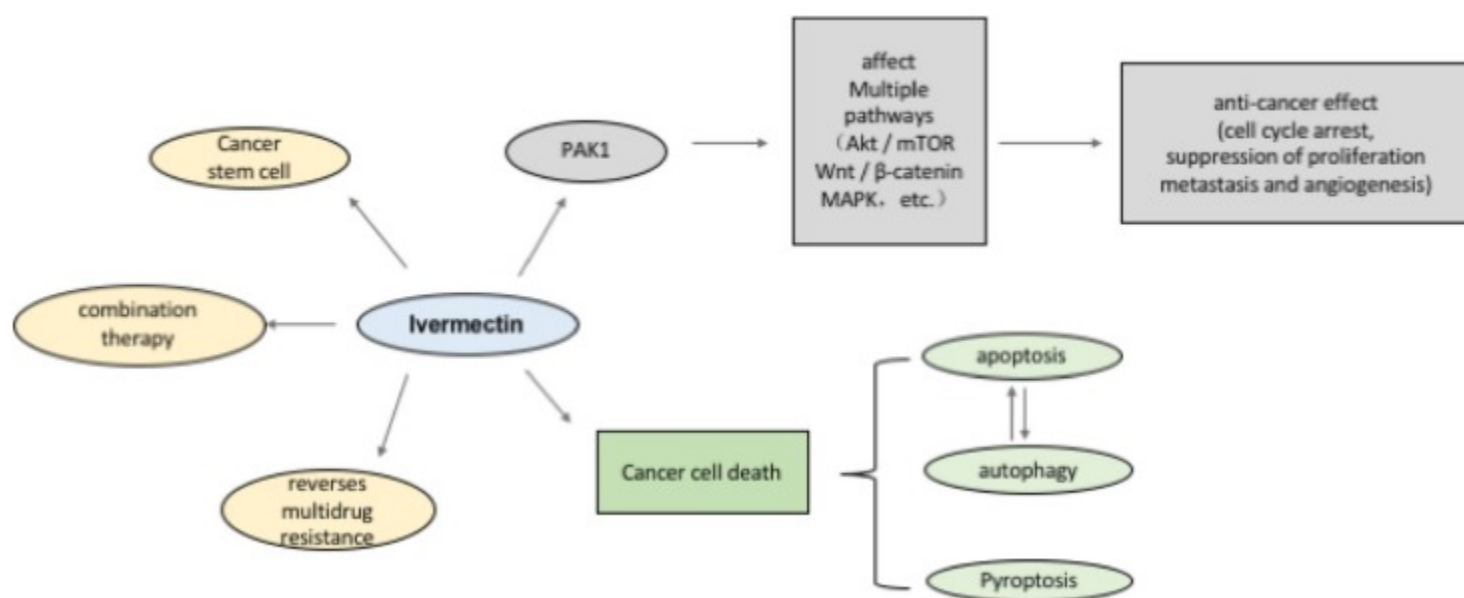 affect
Multiple
pathways
（Akt / mTOR
Wnt / β-catenin
MAPK，etc.）
anti-cancer effect
(cell cycle arrest,
suppression of proliferation
metastasis and angiogenesis)
Cancer
stem cell
PAK1
combination
therapy
Ivermectin
apoptosis
autophagy
Cancer cell death
reverses
multidrug
resistance
Pyroptosis